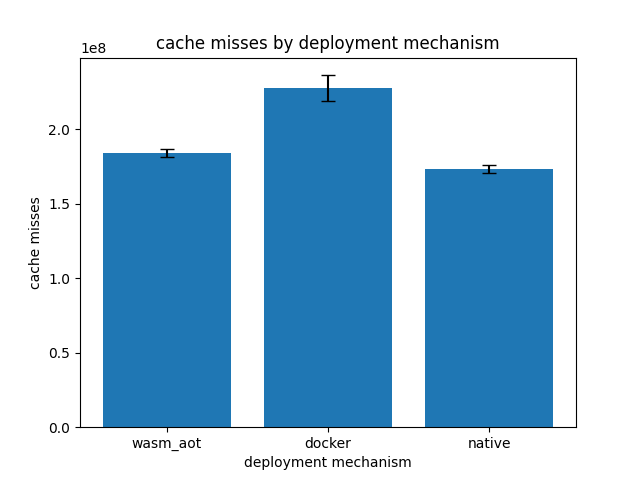 cache misses by deployment mechanism
1e8
2.0
1.5
1.0
0.5
0.0
cache misses
wasm_aot docker native
deployment mechanism